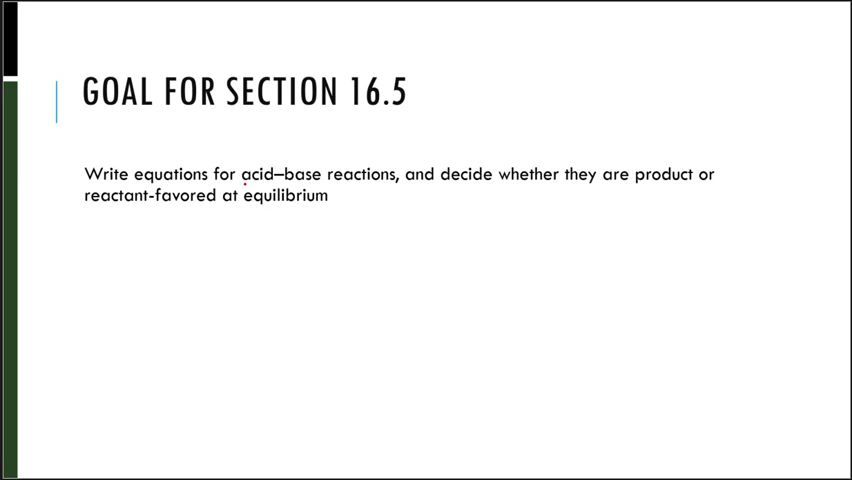 GOAL FOR SECTION 16.5
Write equations for acid–base reactions, and decide whether they are product or
reactant-favored at equilibrium